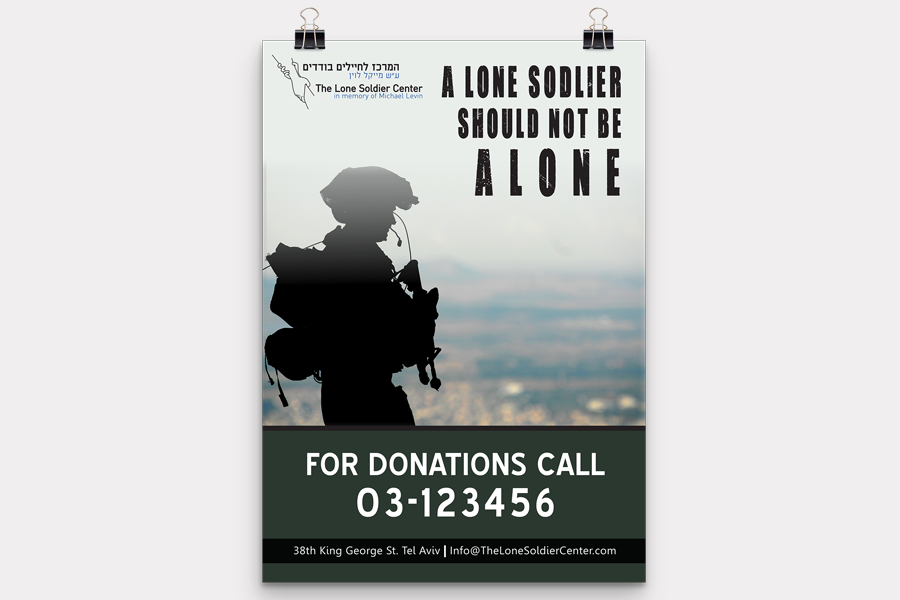 המרכז לחיילים בודדים
ע״ש מייקל לוין
The Lone Soldier Center
in memory of Michael Levin
A LONE SODLIER
SHOULD NOT BE
ALONE
FOR DONATIONS CALL
03-123456
38th King George St. Tel Aviv | Info@TheLoneSoldierCenter.com